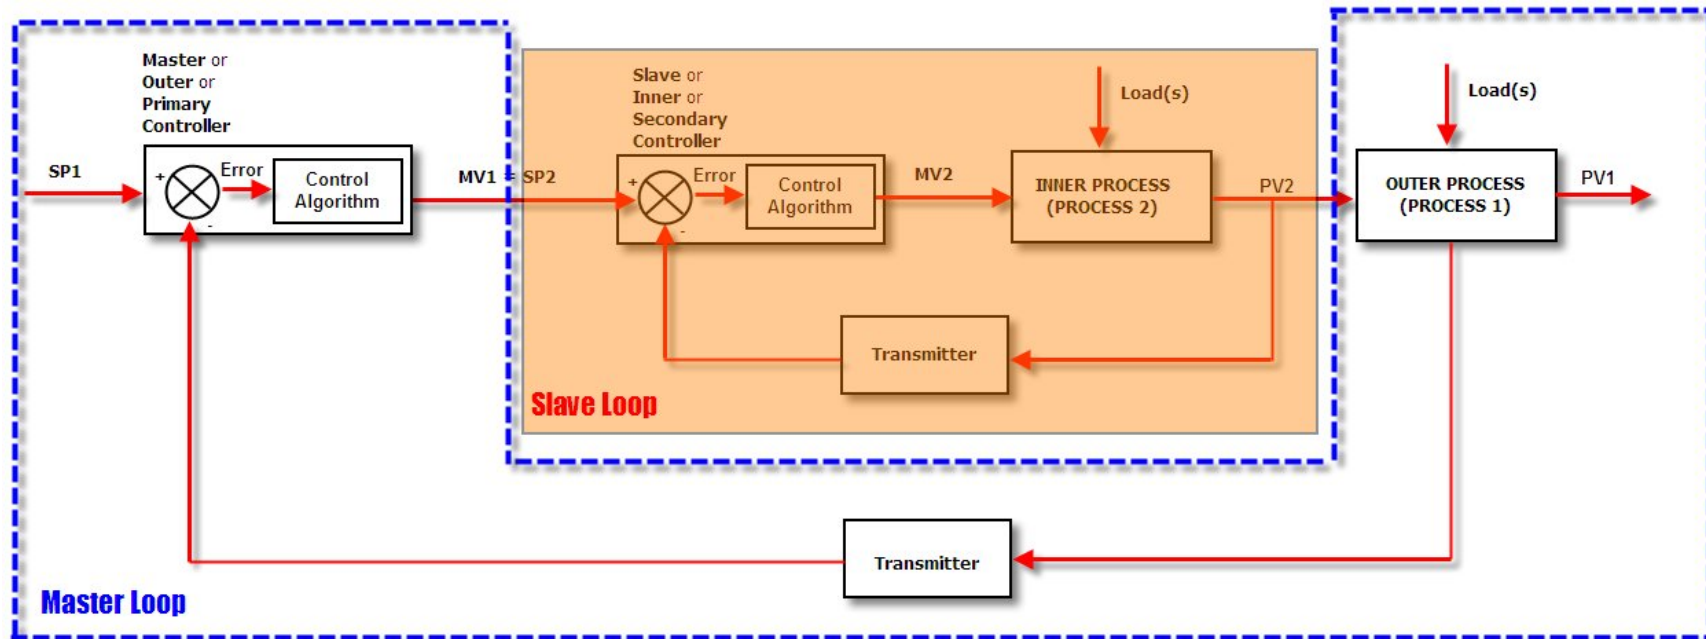 Master or
Outer or
Primary
Controller
SP1
+
-
Error
Control
Algorithm
MV1 = SP2
Slave or
Inner or
Secondary
Controller
+
-
Error
Control
Algorithm
MV2
Load(s)
INNER PROCESS
(PROCESS 2)
PV2
Load(s)
OUTER PROCESS
(PROCESS 1)
PV1
Transmitter
Slave Loop
Transmitter
Master Loop